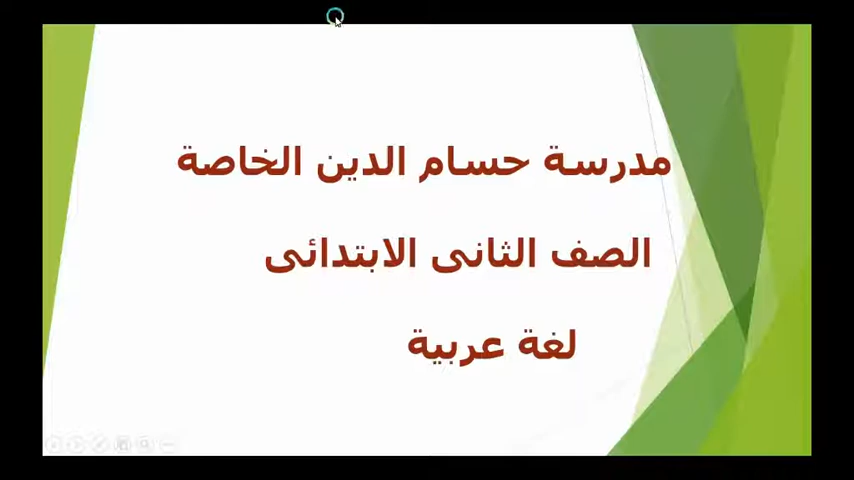 مدرسة حسام الدين الخاصة
الصف الثانى الابتدائى
لغة عربية